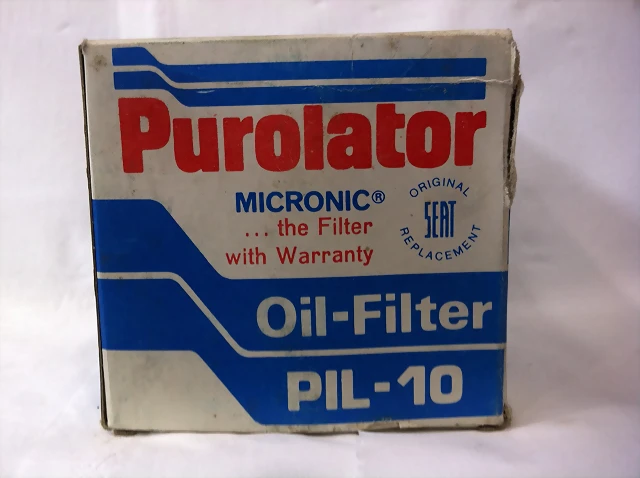 Purolator
MICRONIC®
... the Filter
with Warranty
ORIGINAL
SEAT
REPLACEMENT
Oil-Filter
PIL-10